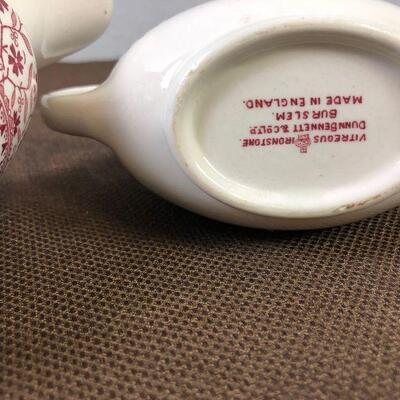 VITREOUS IRONSTONE.
DUNN BENNETT & CO LTD.
BURSLEM.
MADE IN ENGLAND.